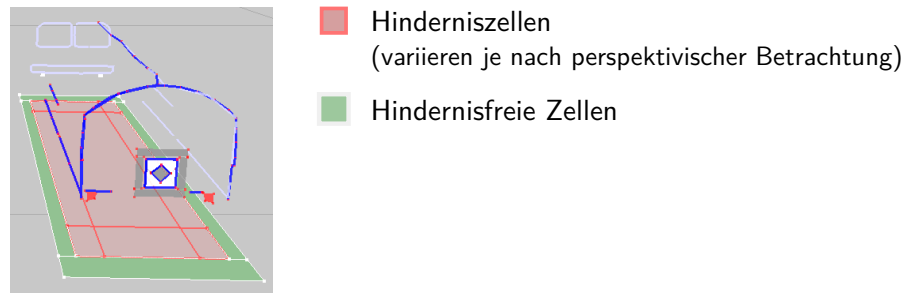 Hinderniszellen
(variieren je nach perspektivischer Betrachtung)
Hindernisfreie Zellen